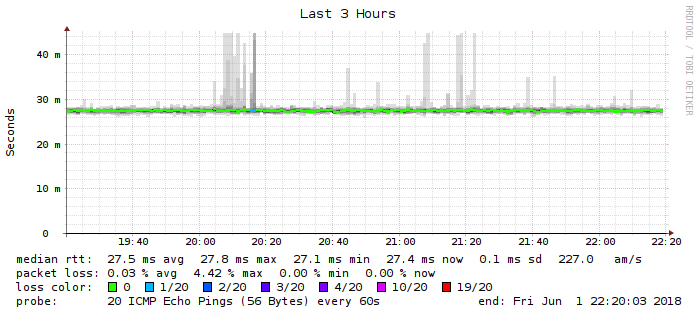 Last 3 Hours
RRDTOOL / TOBI OETIKER
Seconds
40 m
30 m
20 m
10 m
0
19:40 20:00 20:20 20:40 21:00 21:20 21:40 22:00 22:20
median rtt: 27.5 ms avg 27.8 ms max 27.1 ms min 27.4 ms now 0.1 ms sd 227.0 am/s
packet loss: 0.03 % avg 4.42 % max 0.00 % min 0.00 % now
loss color: 0 1/20 2/20 3/20 4/20 10/20 19/20
probe: 20 ICMP Echo Pings (56 Bytes) every 60s end: Fri Jun 1 22:20:03 2018